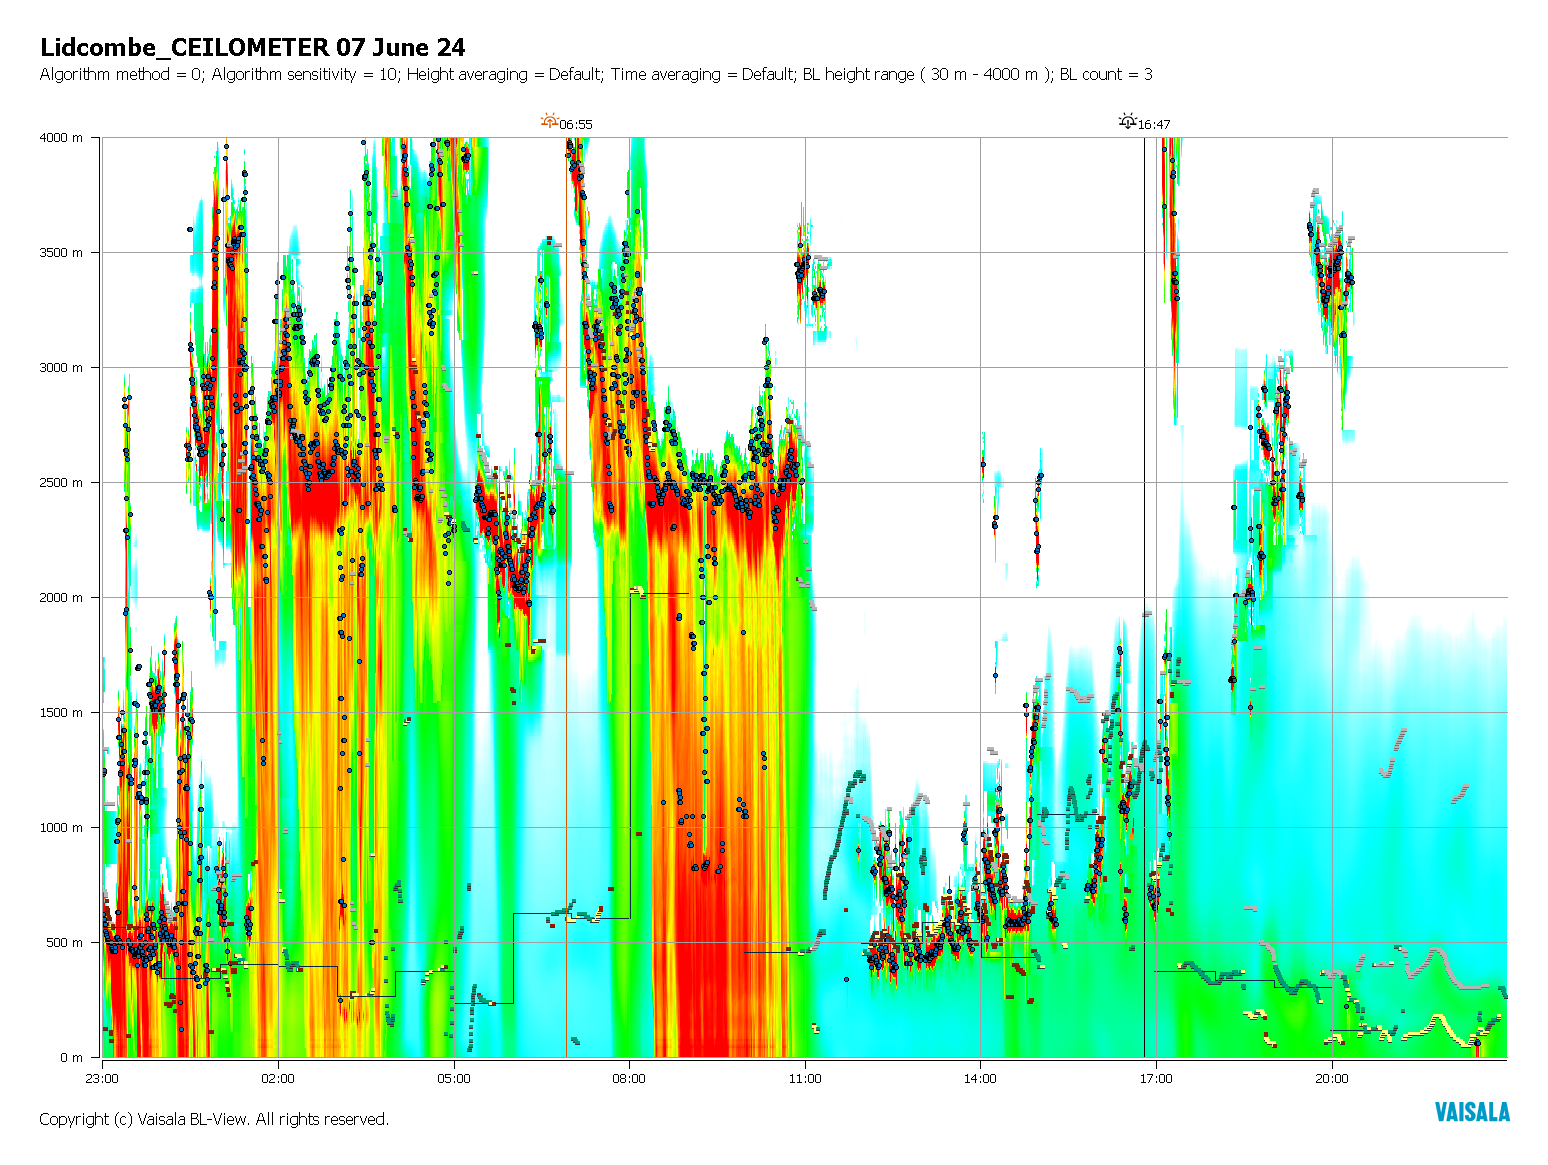 Lidcombe_CEILOMETER 07 June 24
Algorithm method = 0; Algorithm sensitivity = 10; Height averaging = Default; Time averaging = Default; BL height range ( 30 m - 4000 m ); BL count = 3
06:55
16:47
4000 m
3500 m
3000 m
2500 m
2000 m
1500 m
1000 m
500 m
0 m
23:00 02:00 05:00 08:00 11:00 14:00 17:00 20:00
Copyright (c) Vaisala BL-View. All rights reserved.
VAISALA